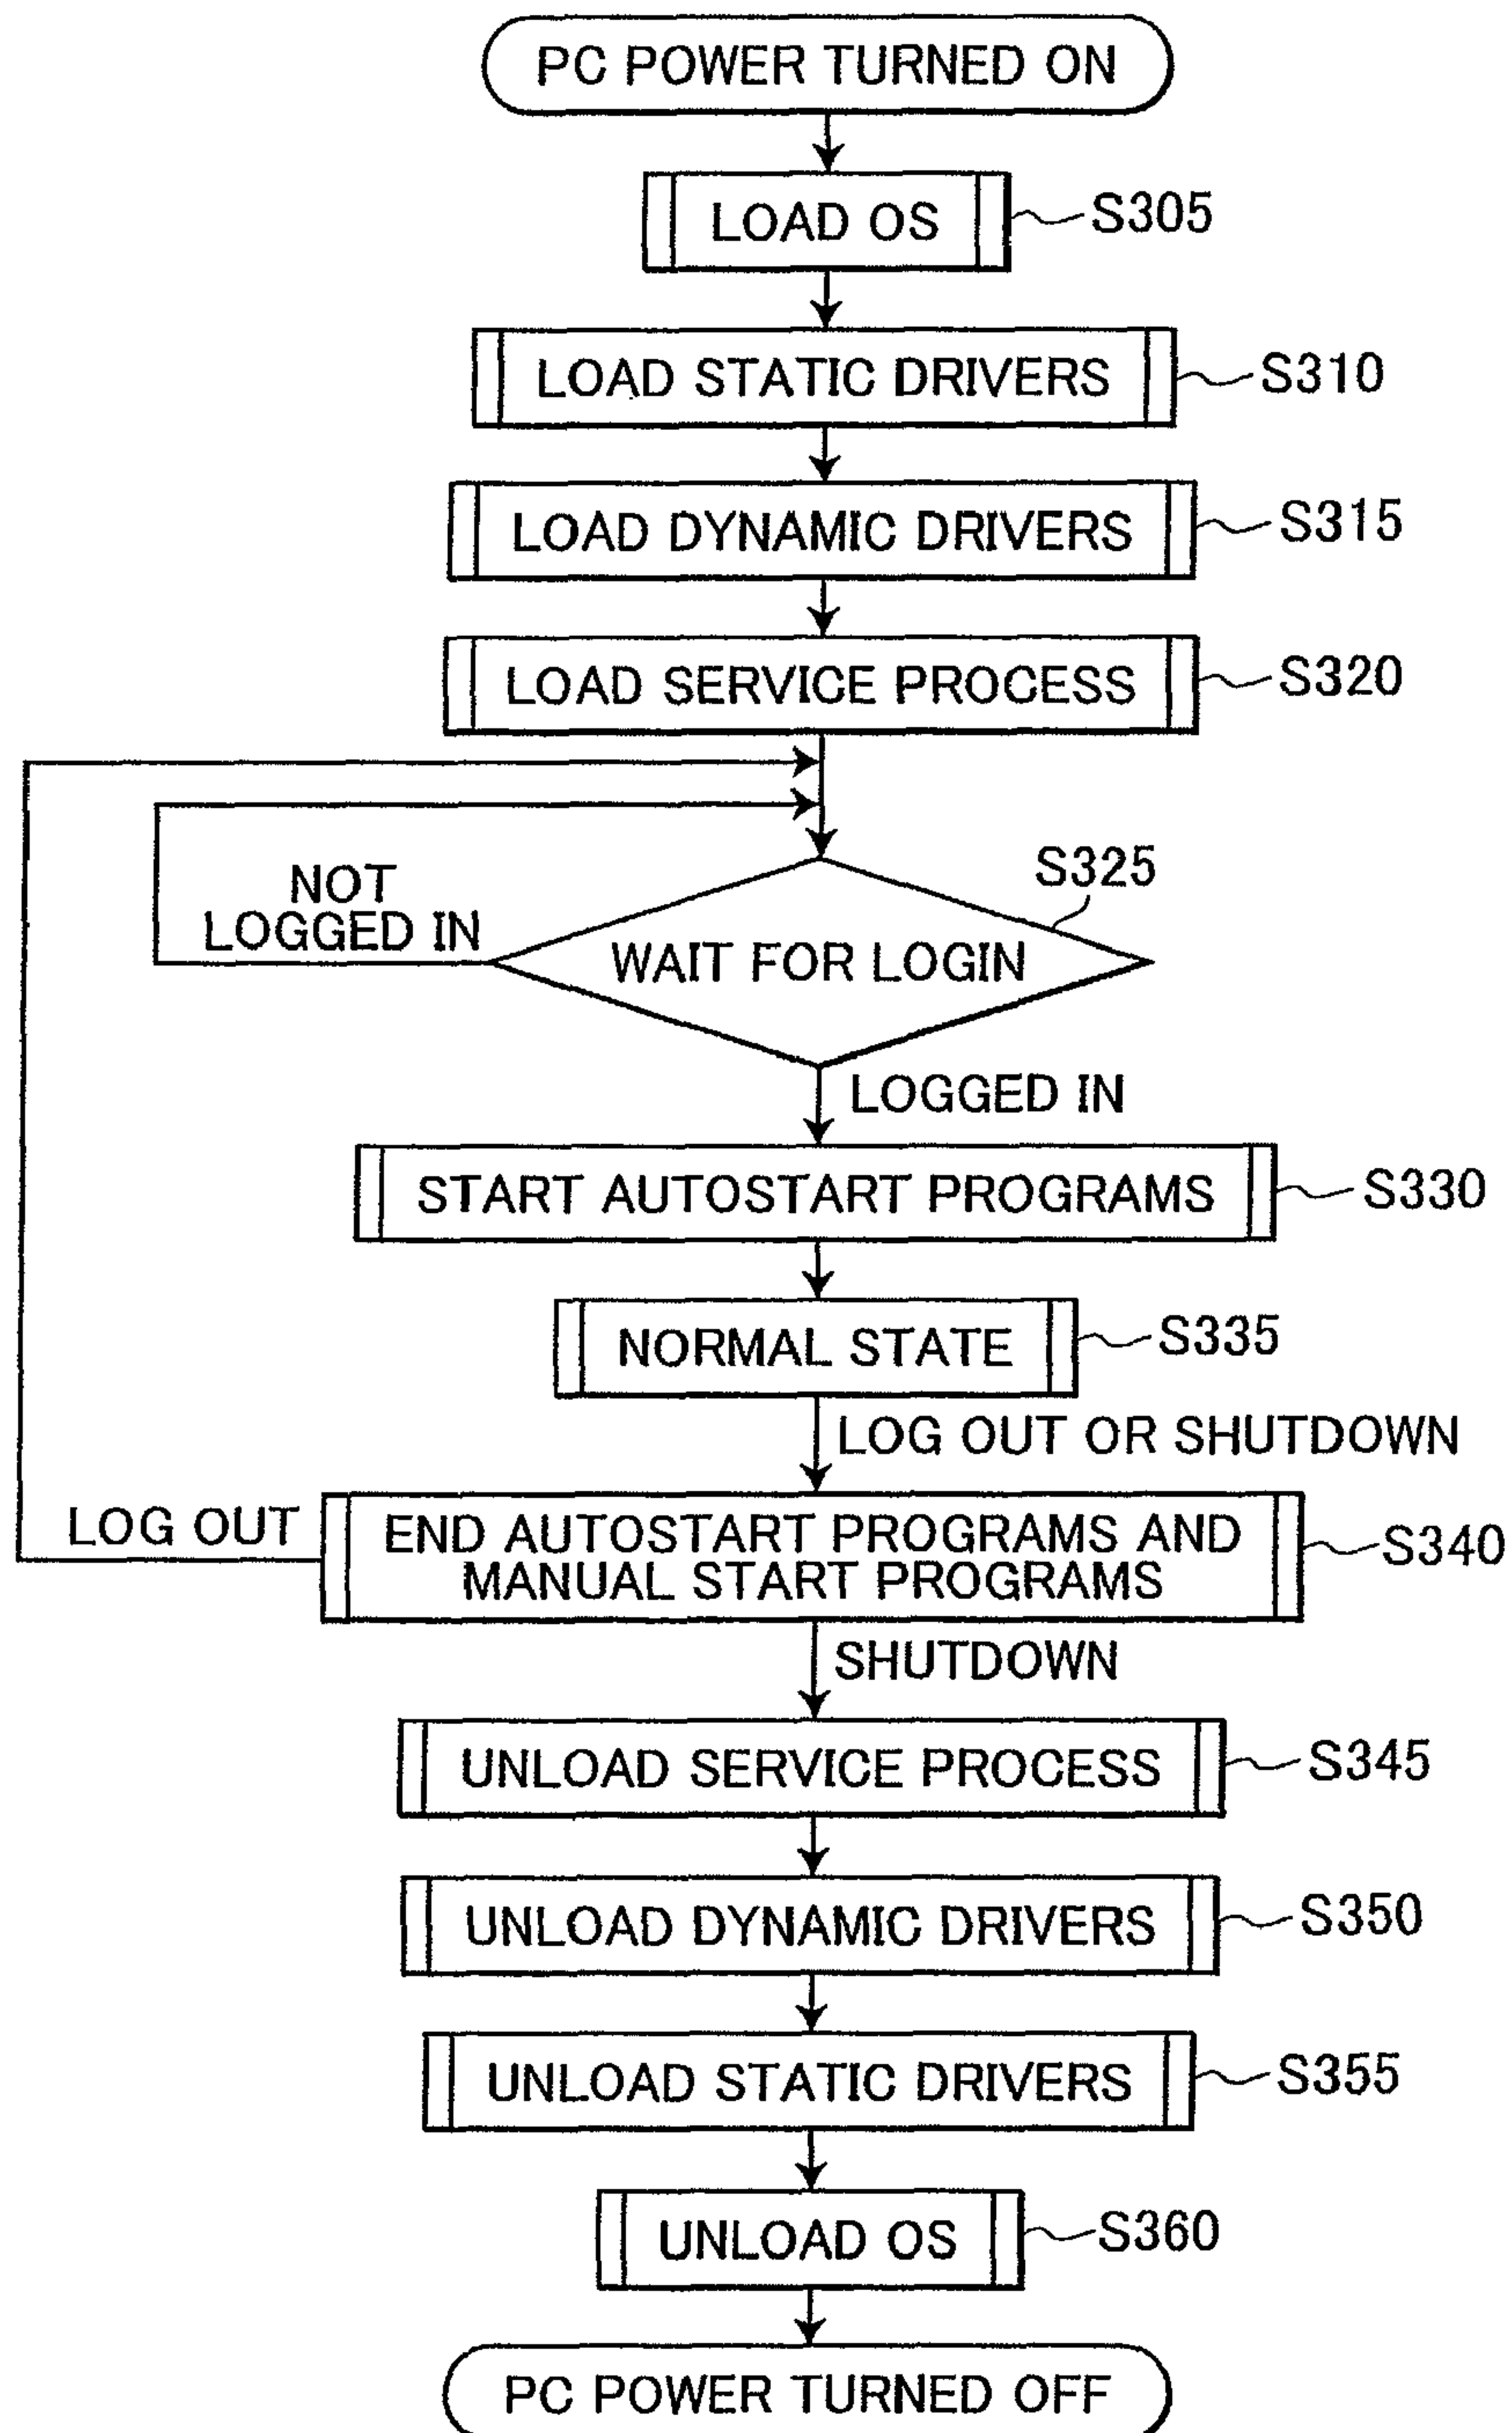 PC POWER TURNED ON
LOAD OS
S305
LOAD STATIC DRIVERS
S310
LOAD DYNAMIC DRIVERS
S315
LOAD SERVICE PROCESS
S320
NOT
LOGGED IN
S325
WAIT FOR LOGIN
LOGGED IN
START AUTOSTART PROGRAMS
S330
NORMAL STATE
S335
LOG OUT OR SHUTDOWN
LOG OUT
END AUTOSTART PROGRAMS AND
MANUAL START PROGRAMS
S340
SHUTDOWN
UNLOAD SERVICE PROCESS
S345
UNLOAD DYNAMIC DRIVERS
S350
UNLOAD STATIC DRIVERS
S355
UNLOAD OS
S360
PC POWER TURNED OFF